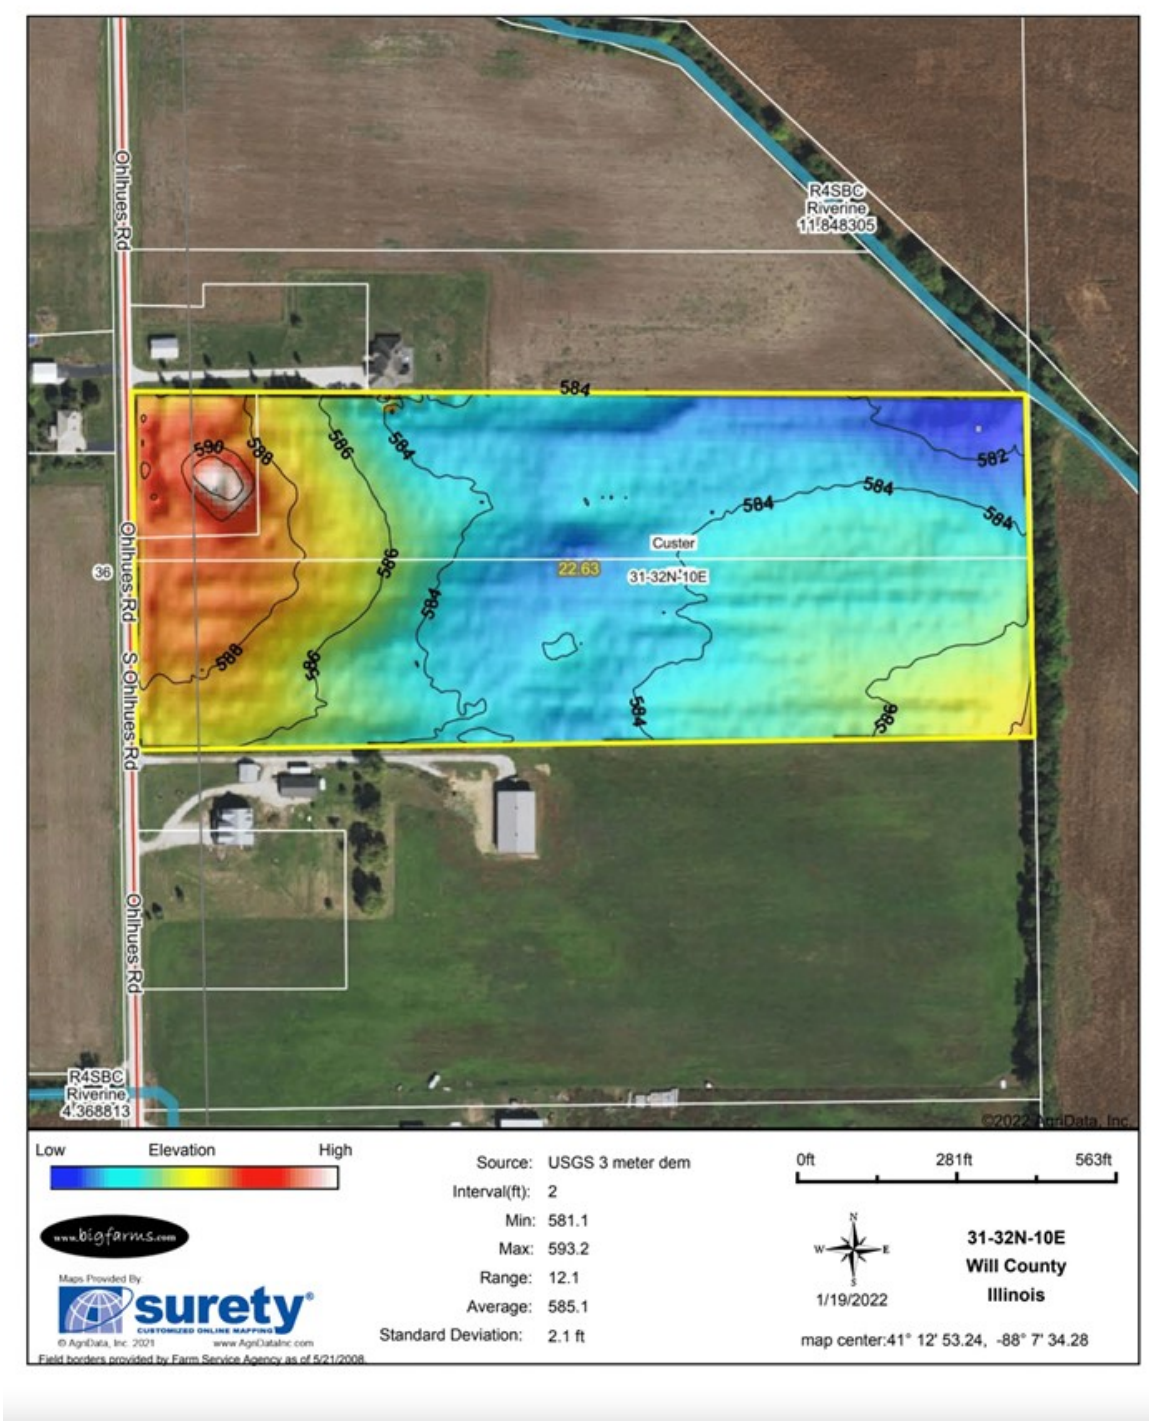 Ohlhues Rd
R4SBC
Riverine
11.848305
584
590
588
586
584
582
584
584
584
Ohlhues Rd
Custer
36
586
22.63
31-32N-10E
584
588
586
S Ohlhues Rd
584
586
Ohlhues Rd
R4SBC
Riverine
4.368813
©2022 AgriData, Inc.
Low Elevation High
www.bigfarms.com
Maps Provided By:
surety®
CUSTOMIZED ONLINE MAPPING
© AgriData, Inc. 2021 www.AgriDataInc.com
Field borders provided by Farm Service Agency as of 5/21/2008.
Source: USGS 3 meter dem
Interval(ft): 2
Min: 581.1
Max: 593.2
Range: 12.1
Average: 585.1
Standard Deviation: 2.1 ft
0ft 281ft 563ft
N
W E
S
1/19/2022
31-32N-10E
Will County
Illinois
map center:41° 12' 53.24, -88° 7' 34.28